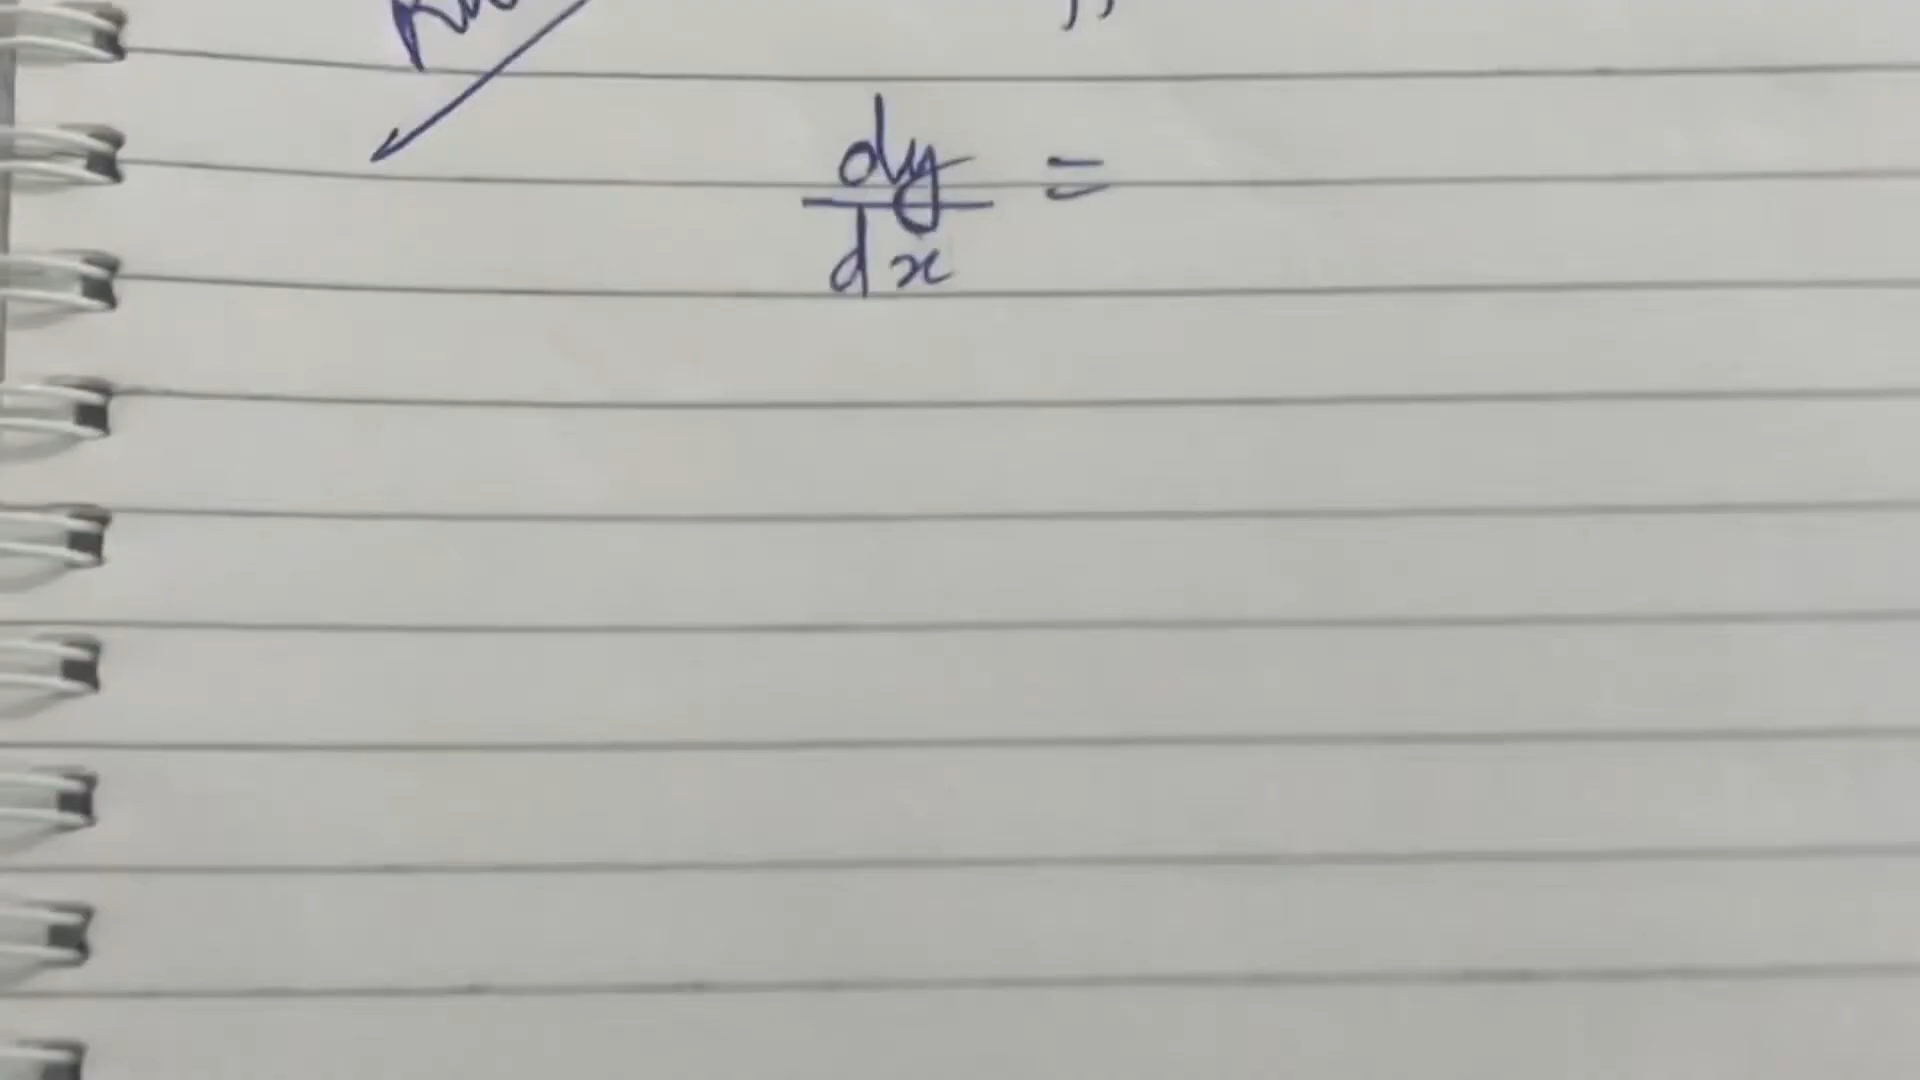 dy/dx =